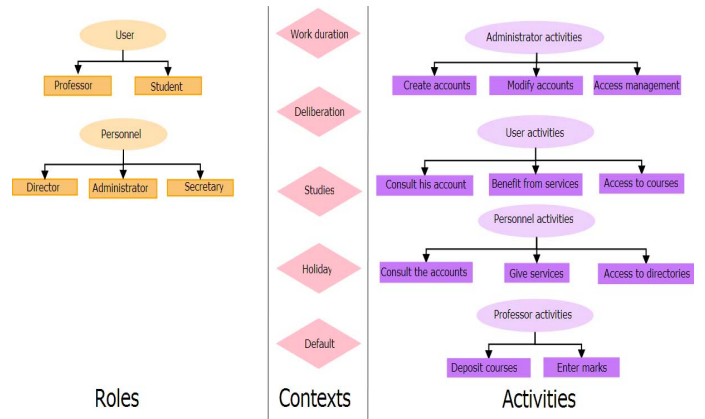 User
Professor
Student
Personnel
Director
Administrator
Secretary
Roles
Work duration
Deliberation
Studies
Holiday
Default
Contexts
Administrator activities
Create accounts
Modify accounts
Access management
User activities
Consult his account
Benefit from services
Access to courses
Personnel activities
Consult the accounts
Give services
Access to directories
Professor activities
Deposit courses
Enter marks
Activities